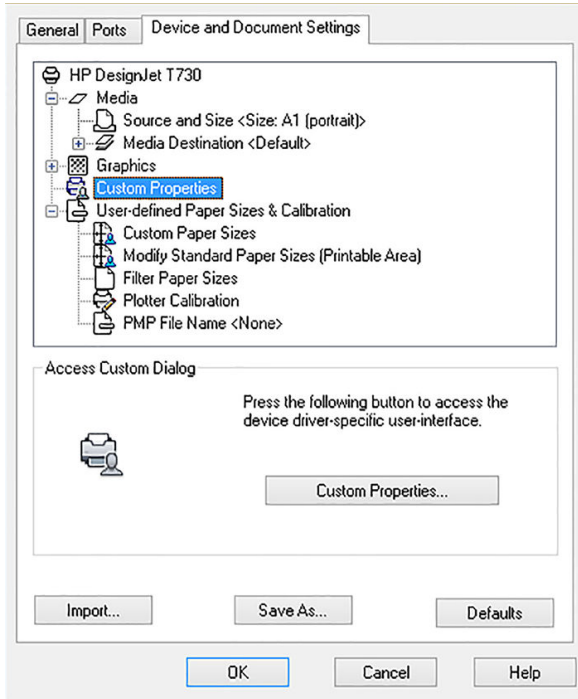 General
Ports
Device and Document Settings
HP DesignJet T730
Media
Source and Size <Size: A1 (portrait)>
Media Destination <Default>
Graphics
Custom Properties
User-defined Paper Sizes & Calibration
Custom Paper Sizes
Modify Standard Paper Sizes (Printable Area)
Filter Paper Sizes
Plotter Calibration
PMP File Name <None>
Access Custom Dialog
Press the following button to access the
device driver-specific user-interface.
Custom Properties...
Import...
Save As...
Defaults
OK
Cancel
Help